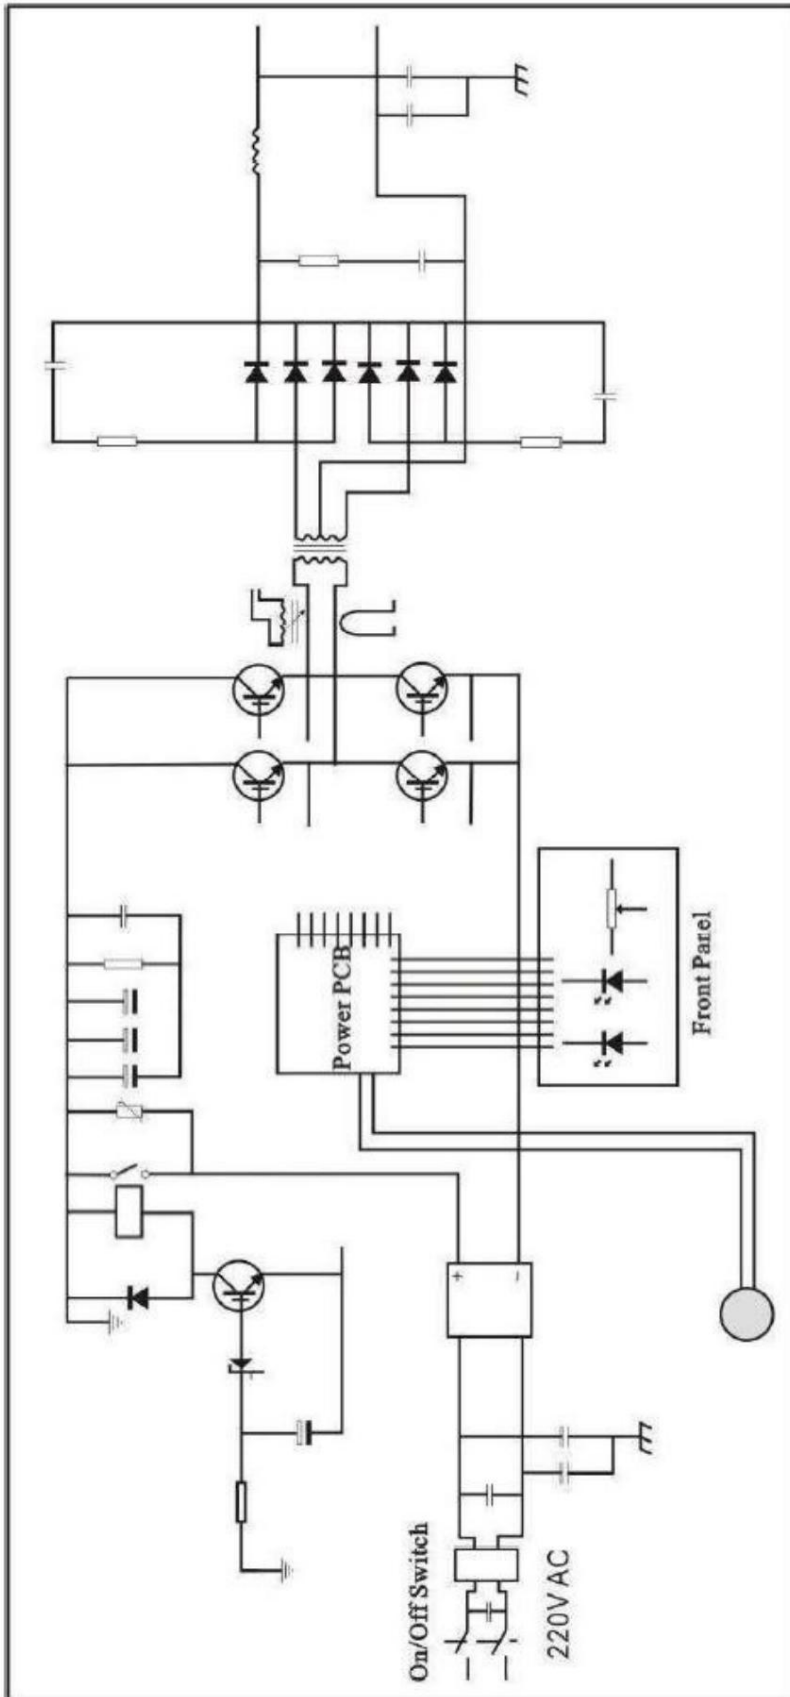 On/Off Switch
220V AC
+
-
Power PCB
Front Panel